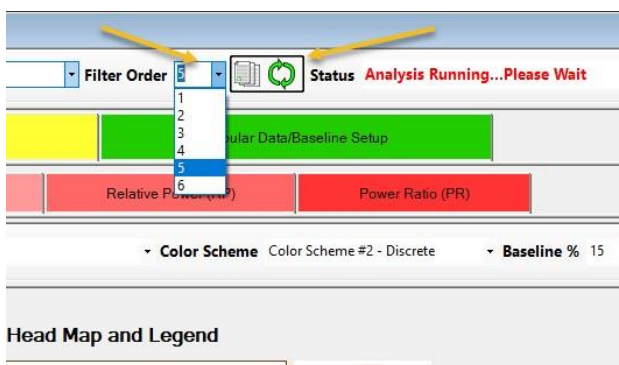 Filter Order 5 Status Analysis Running...Please Wait
1
2
3
4
5
6
ular Data/Baseline Setup
Relative
Power Ratio (PR)
Color Scheme Color Scheme #2 - Discrete Baseline % 15
Head Map and Legend